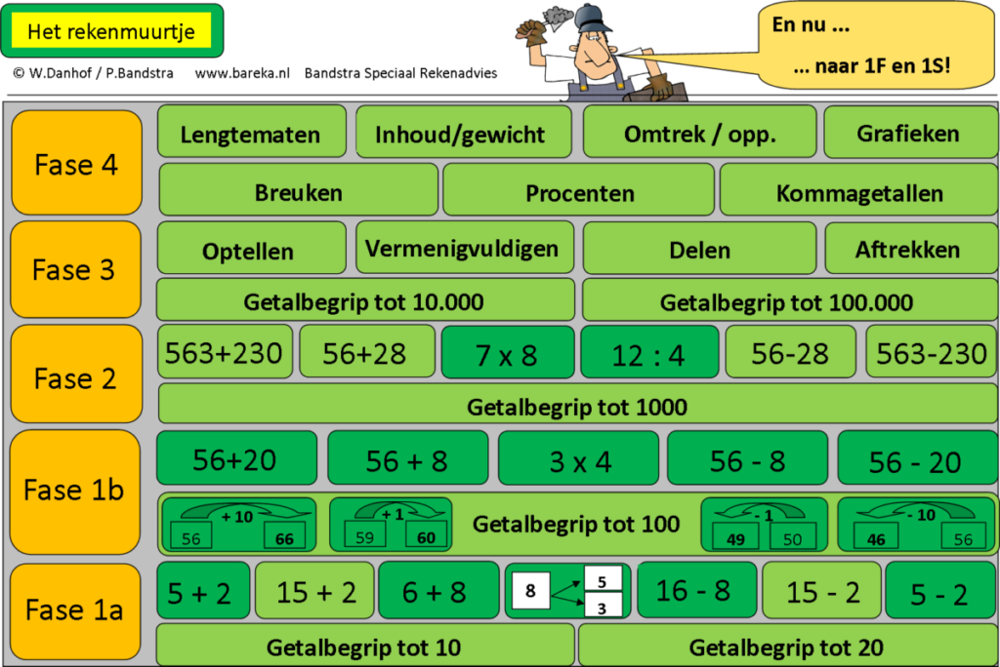 Het rekenmuurtje
En nu ...
... naar 1F en 1S!
© W.Danhof / P.Bandstra www.bareka.nl Bandstra Speciaal Rekenadvies
Fase 4
Lengtematen Inhoud/gewicht Omtrek / opp. Grafieken
Breuken Procenten Kommagetallen
Fase 3
Optellen Vermenigvuldigen Delen Aftrekken
Getalbegrip tot 10.000 Getalbegrip tot 100.000
Fase 2
563+230 56+28 7 x 8 12 : 4 56-28 563-230
Getalbegrip tot 1000
Fase 1b
56+20 56 + 8 3 x 4 56 - 8 56 - 20
+ 10 + 1 - 1 - 10
56 66 59 60 Getalbegrip tot 100 49 50 46 56
Fase 1a
5 + 2 15 + 2 6 + 8 8 5 3 16 - 8 15 - 2 5 - 2
Getalbegrip tot 10 Getalbegrip tot 20